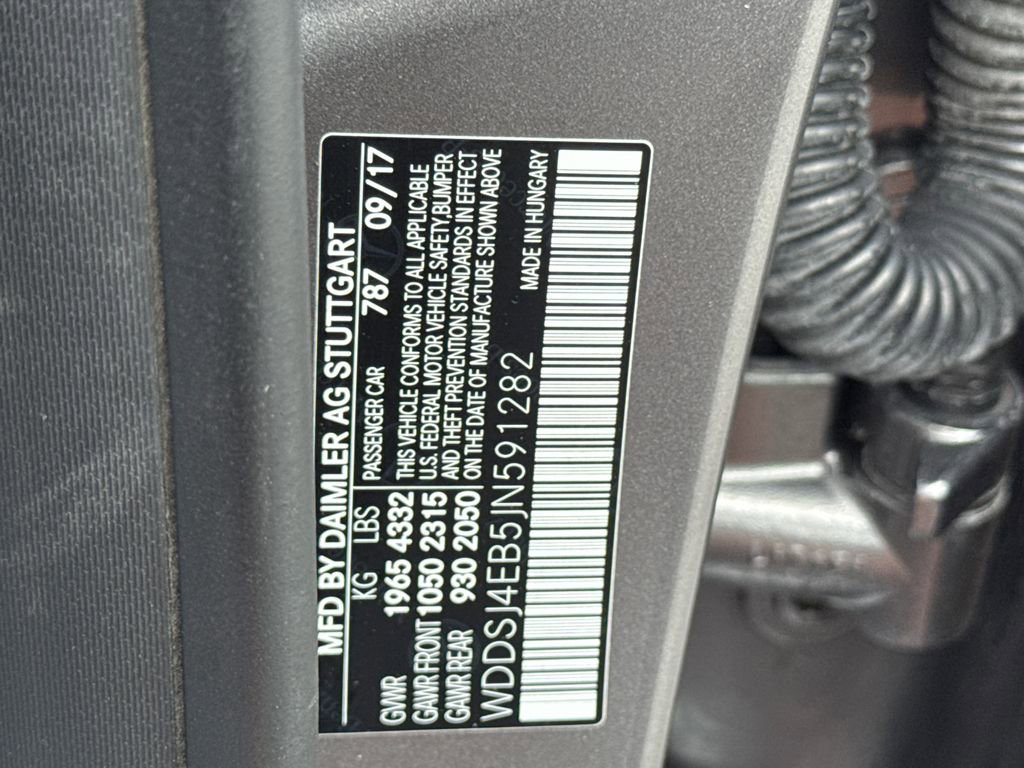 MFD BY DAIMLER AG STUTTGART
KG LBS PASSENGER CAR 787 09/17
GVWR 1965 4332
GAWR FRONT 1050 2315
GAWR REAR 930 2050
THIS VEHICLE CONFORMS TO ALL APPLICABLE
U.S. FEDERAL MOTOR VEHICLE SAFETY,BUMPER
AND THEFT PREVENTION STANDARDS IN EFFECT
ON THE DATE OF MANUFACTURE SHOWN ABOVE
WDDSJ4EB5JN591282 MADE IN HUNGARY